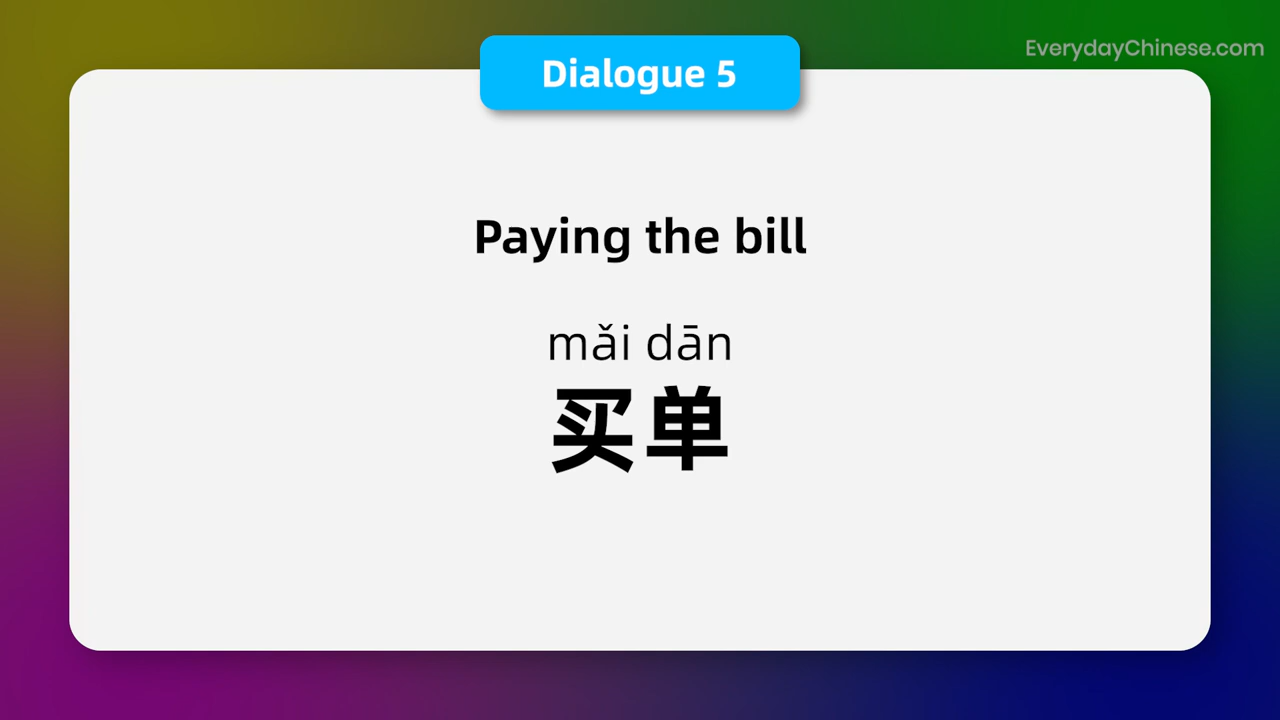 EverydayChinese.com
Dialogue 5
Paying the bill
mǎi dān
买单